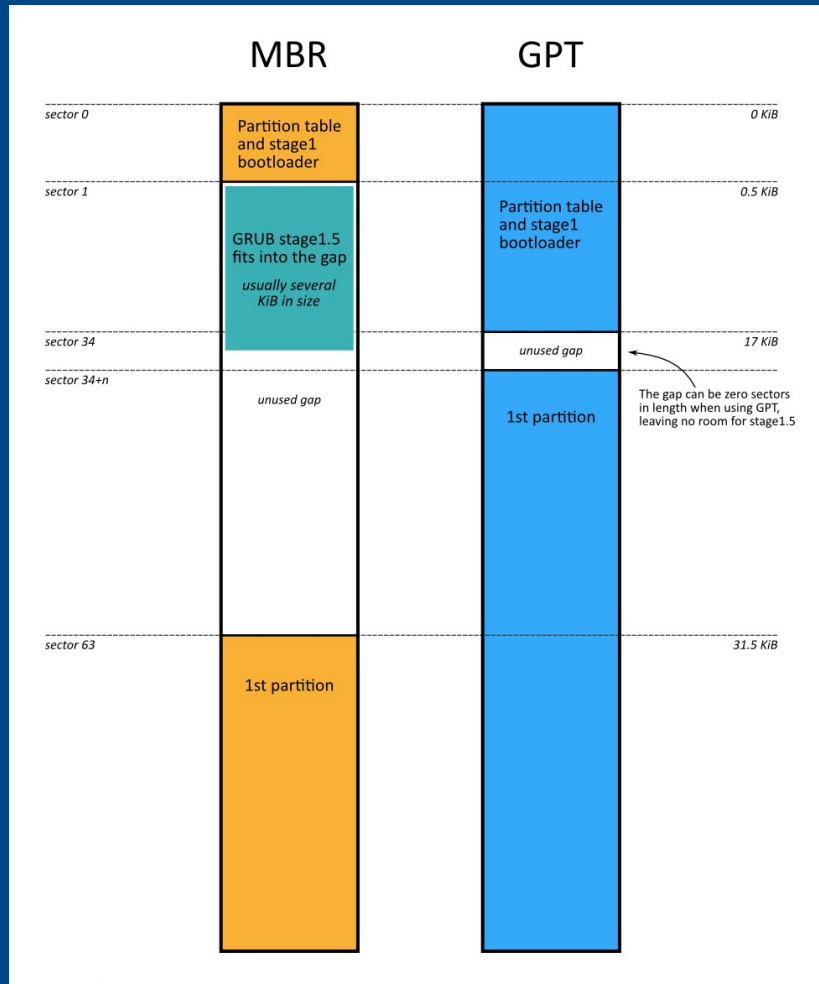 MBR
GPT
sector 0
0 KiB
Partition table
and stage1
bootloader
sector 1
0.5 KiB
Partition table
and stage1
bootloader
GRUB stage1.5
fits into the gap
usually several
KiB in size
sector 34
17 KiB
unused gap
sector 34+n
The gap can be zero sectors
in length when using GPT,
leaving no room for stage1.5
unused gap
1st partition
sector 63
31.5 KiB
1st partition